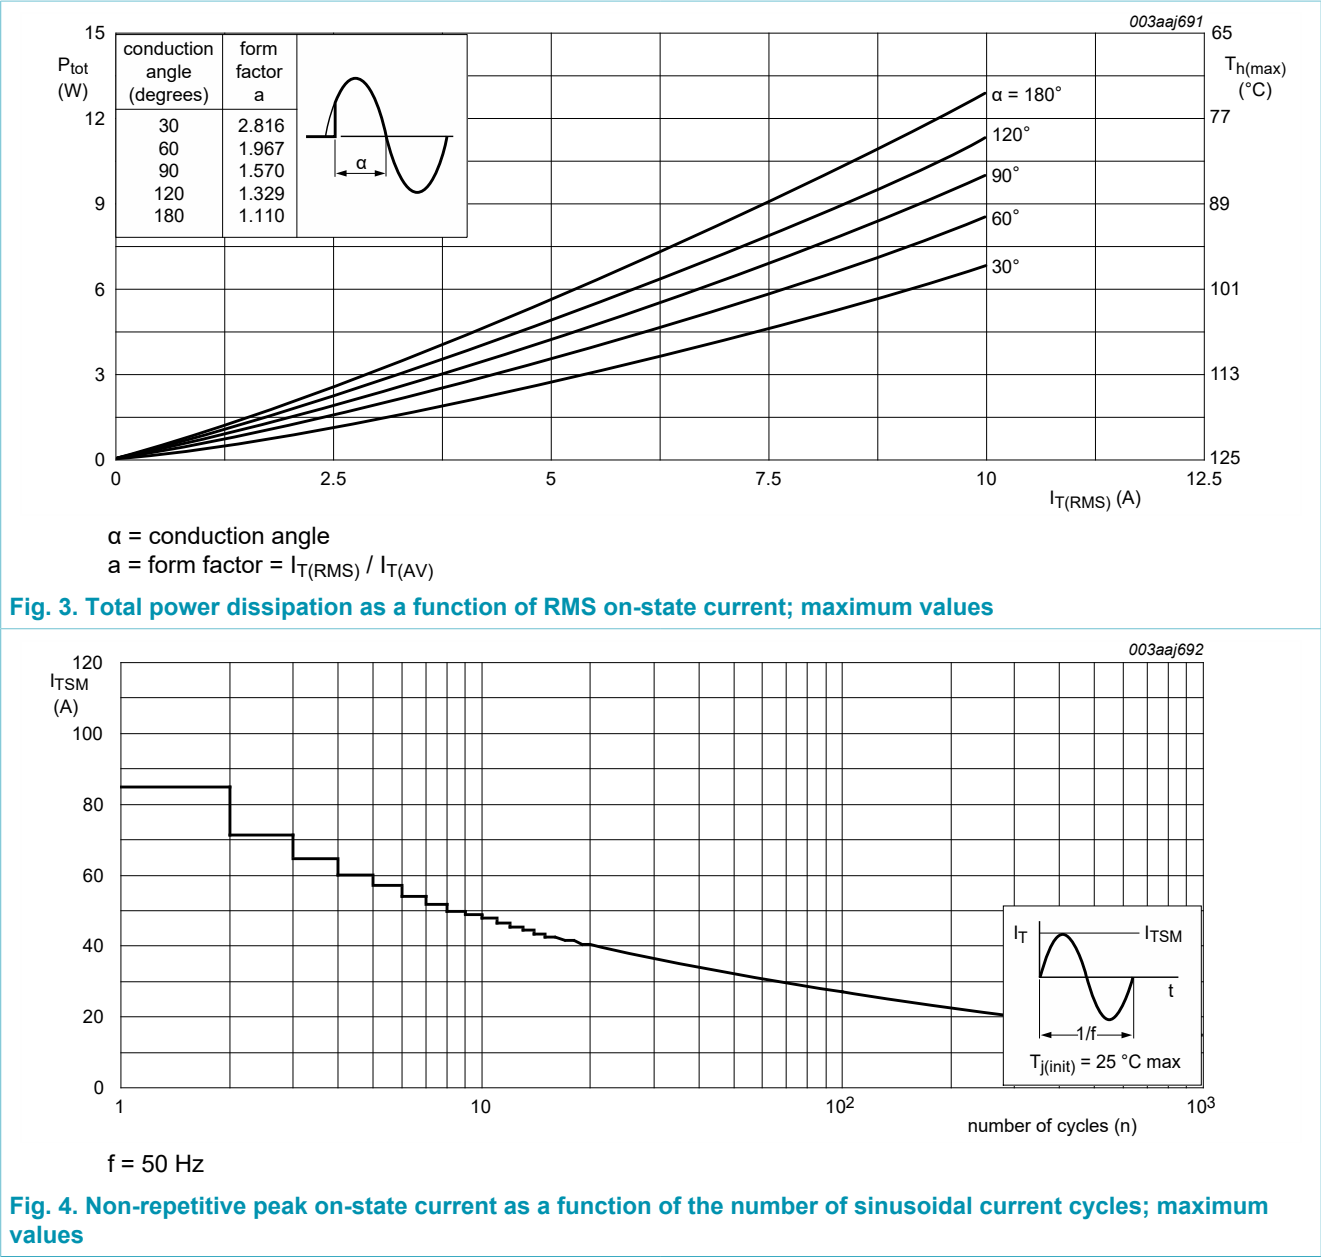 003aaj691
15
Ptot
(W)
12
9
6
3
0
conduction angle (degrees)
form factor a
30 2.816
60 1.967
90 1.570
120 1.329
180 1.110
α
α = 180°
120°
90°
60°
30°
65
Th(max)
(°C)
77
89
101
113
125
0 2.5 5 7.5 10 12.5
IT(RMS) (A)
α = conduction angle
a = form factor = IT(RMS) / IT(AV)
Fig. 3. Total power dissipation as a function of RMS on-state current; maximum values
003aaj692
120
ITSM
(A)
100
80
60
40
20
0
IT
ITSM
t
1/f
Tj(init) = 25 °C max
1 10 10² 10³
number of cycles (n)
f = 50 Hz
Fig. 4. Non-repetitive peak on-state current as a function of the number of sinusoidal current cycles; maximum
values